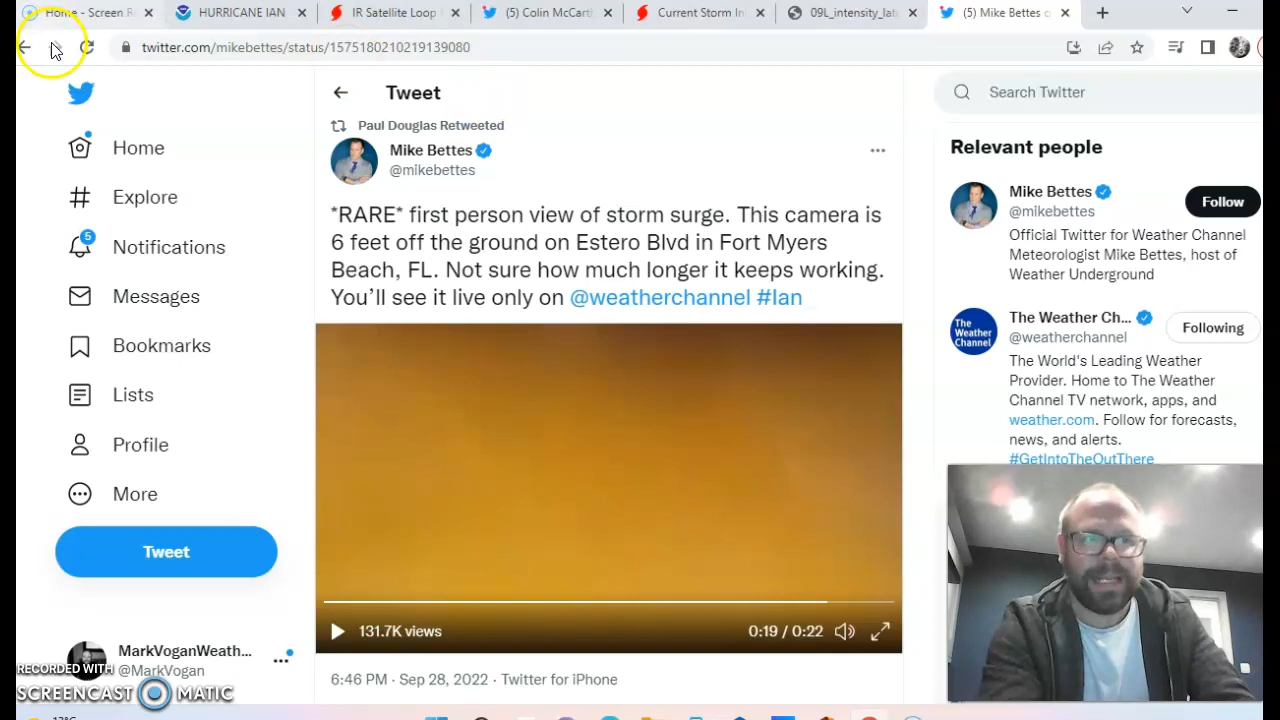 Home - Screen Re
HURRICANE IAN
IR Satellite Loop
(5) Colin McCart
Current Storm In
09L_intensity_lat
(5) Mike Bettes o
twitter.com/mikebettes/status/1575180210219139080
Home
Explore
5
Notifications
Messages
Bookmarks
Lists
Profile
More
Tweet
MarkVoganWeath...
@MarkVogan
RECORDED WITH
SCREENCAST MATIC
Tweet
Paul Douglas Retweeted
Mike Bettes
@mikebettes
*RARE* first person view of storm surge. This camera is
6 feet off the ground on Estero Blvd in Fort Myers
Beach, FL. Not sure how much longer it keeps working.
You’ll see it live only on @weatherchannel #Ian
131.7K views
0:19 / 0:22
6:46 PM · Sep 28, 2022 · Twitter for iPhone
Search Twitter
Relevant people
Mike Bettes
@mikebettes
Follow
Official Twitter for Weather Channel
Meteorologist Mike Bettes, host of
Weather Underground
The Weather Ch...
@weatherchannel
Following
The
Weather
Channel
The World's Leading Weather
Provider. Home to The Weather
Channel TV network, apps, and
weather.com. Follow for forecasts,
news, and alerts.
#GetIntoTheOutThere